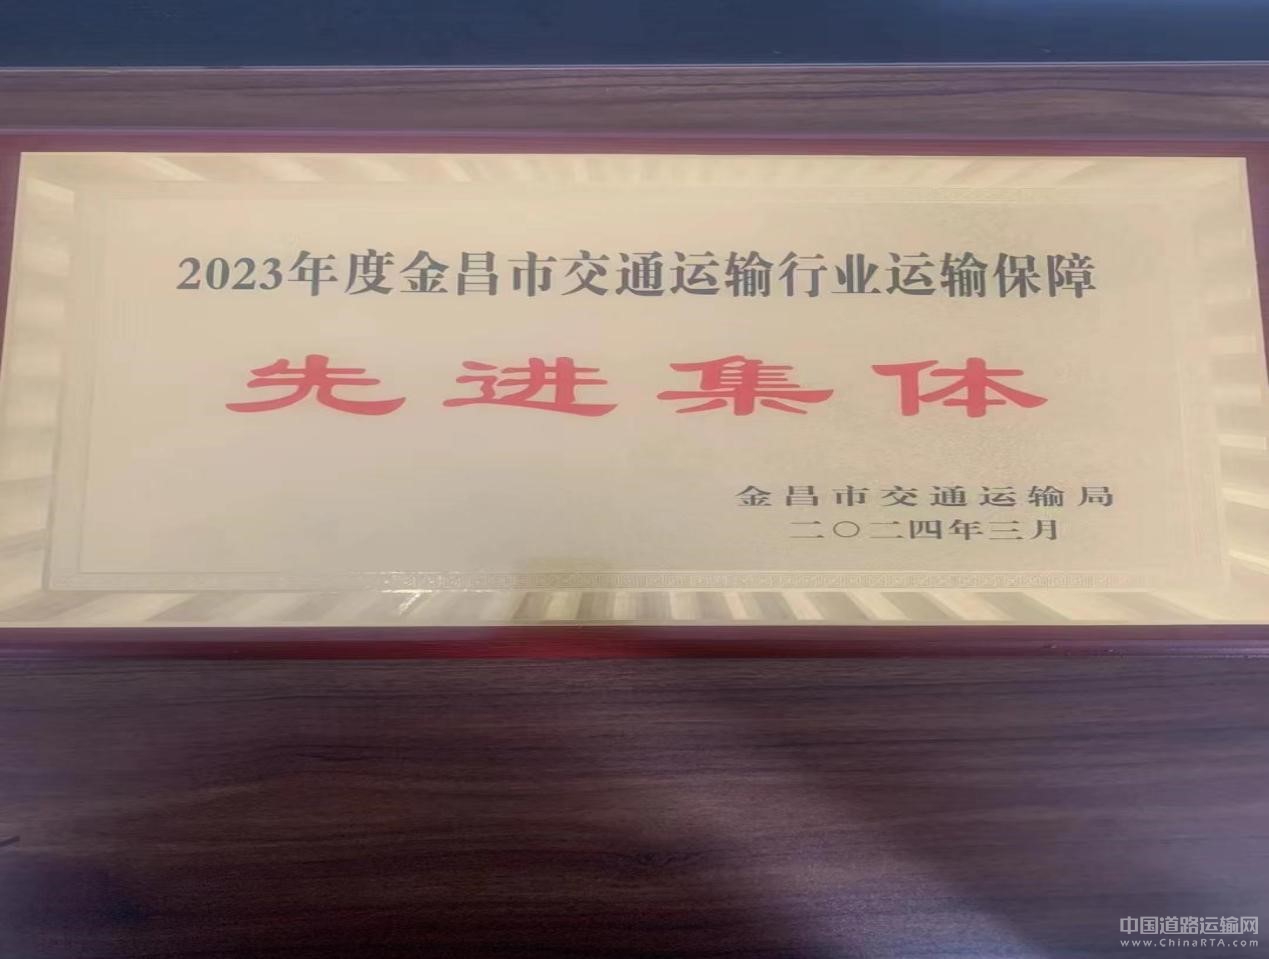 2023年度金昌市交通运输行业运输保障
先进集体
金昌市交通运输局
二〇二四年三月
中国道路运输网
www.ChinaRTA.com